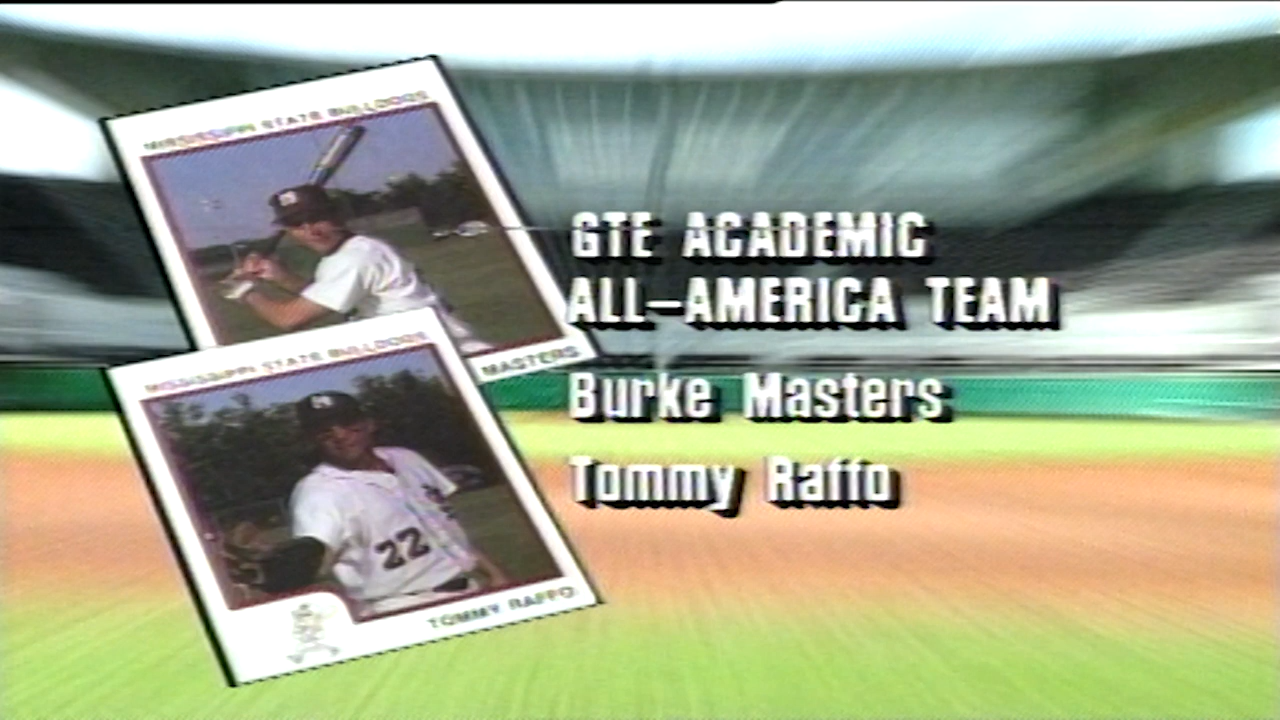 MISSISSIPPI STATE BULLDOGS
MASTERS
MISSISSIPPI STATE BULLDOGS
22
TOMMY RAFFO
GTE ACADEMIC
ALL-AMERICA TEAM
Burke Masters
Tommy Raffo